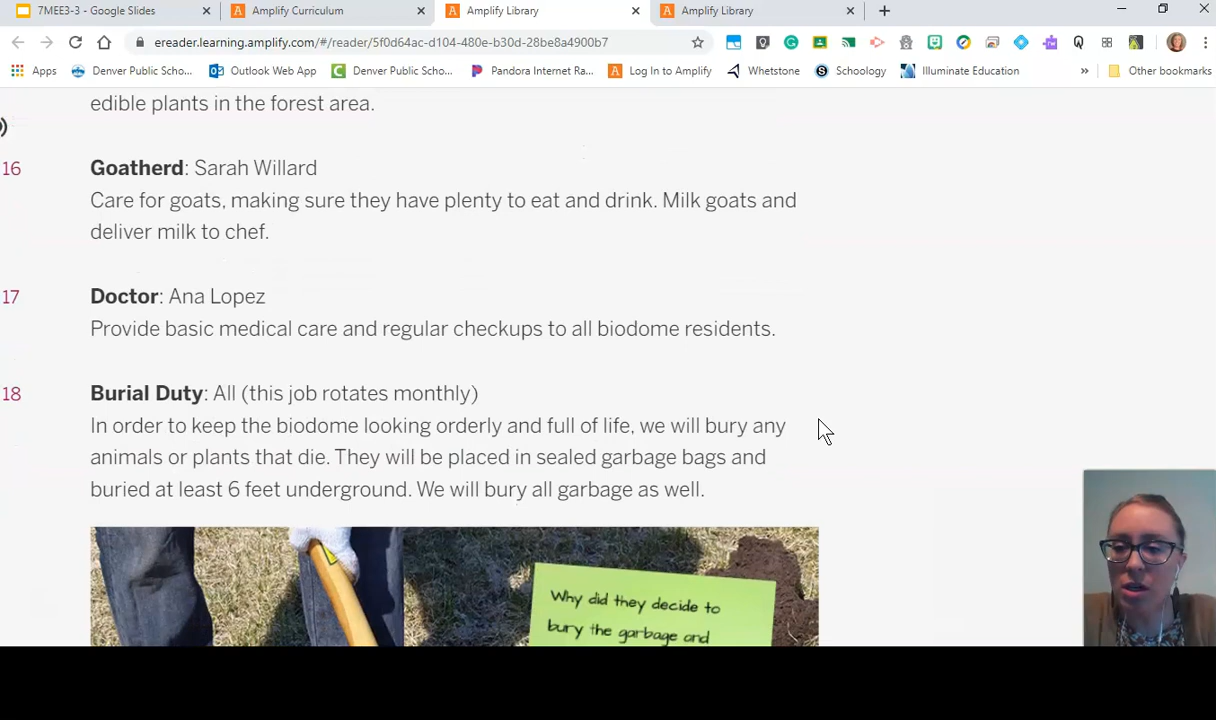 7MEE3-3 - Google Slides
Amplify Curriculum
Amplify Library
Amplify Library
ereader.learning.amplify.com/#/reader/5f0d64ac-d104-480e-b30d-28be8a4900b7
Apps
Denver Public Scho...
Outlook Web App
Denver Public Scho...
Pandora Internet Ra...
Log In to Amplify
Whetstone
Schoology
Illuminate Education
»
Other bookmarks
edible plants in the forest area.
16
Goatherd: Sarah Willard
Care for goats, making sure they have plenty to eat and drink. Milk goats and
deliver milk to chef.
17
Doctor: Ana Lopez
Provide basic medical care and regular checkups to all biodome residents.
18
Burial Duty: All (this job rotates monthly)
In order to keep the biodome looking orderly and full of life, we will bury any
animals or plants that die. They will be placed in sealed garbage bags and
buried at least 6 feet underground. We will bury all garbage as well.
Why did they decide to
bury the garbage and